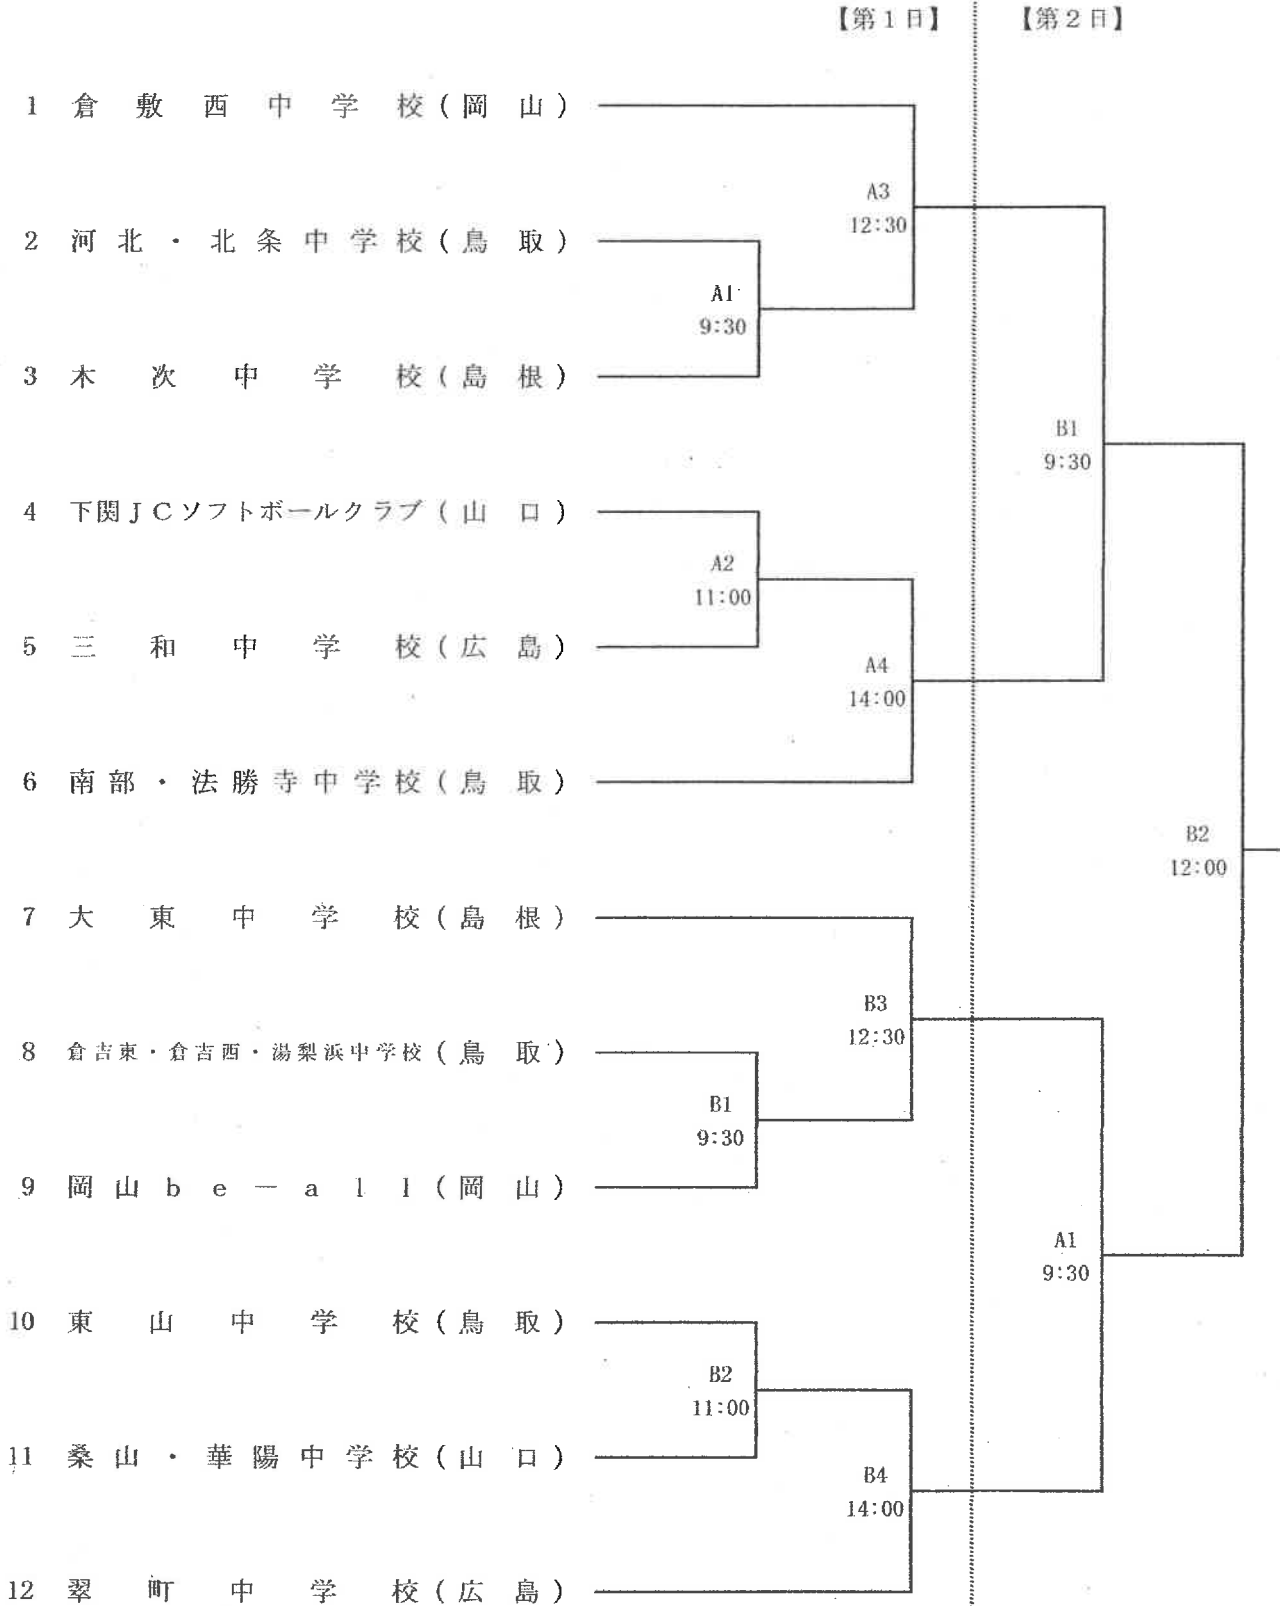 【第1日】 【第2日】
1 倉敷西中学校(岡山)
A3
12:30
2 河北・北条中学校(鳥取)
A1
9:30
3 木次中学校(島根)
B1
9:30
4 下関JCソフトボールクラブ(山口)
A2
11:00
5 三和中学校(広島)
A4
14:00
6 南部・法勝寺中学校(鳥取)
B2
12:00
7 大東中学校(島根)
B3
12:30
8 倉吉東・倉吉西・湯梨浜中学校(鳥取)
B1
9:30
9 岡山be-all(岡山)
A1
9:30
10 東山中学校(鳥取)
B2
11:00
11 桑山・華陽中学校(山口)
B4
14:00
12 翠町中学校(広島)